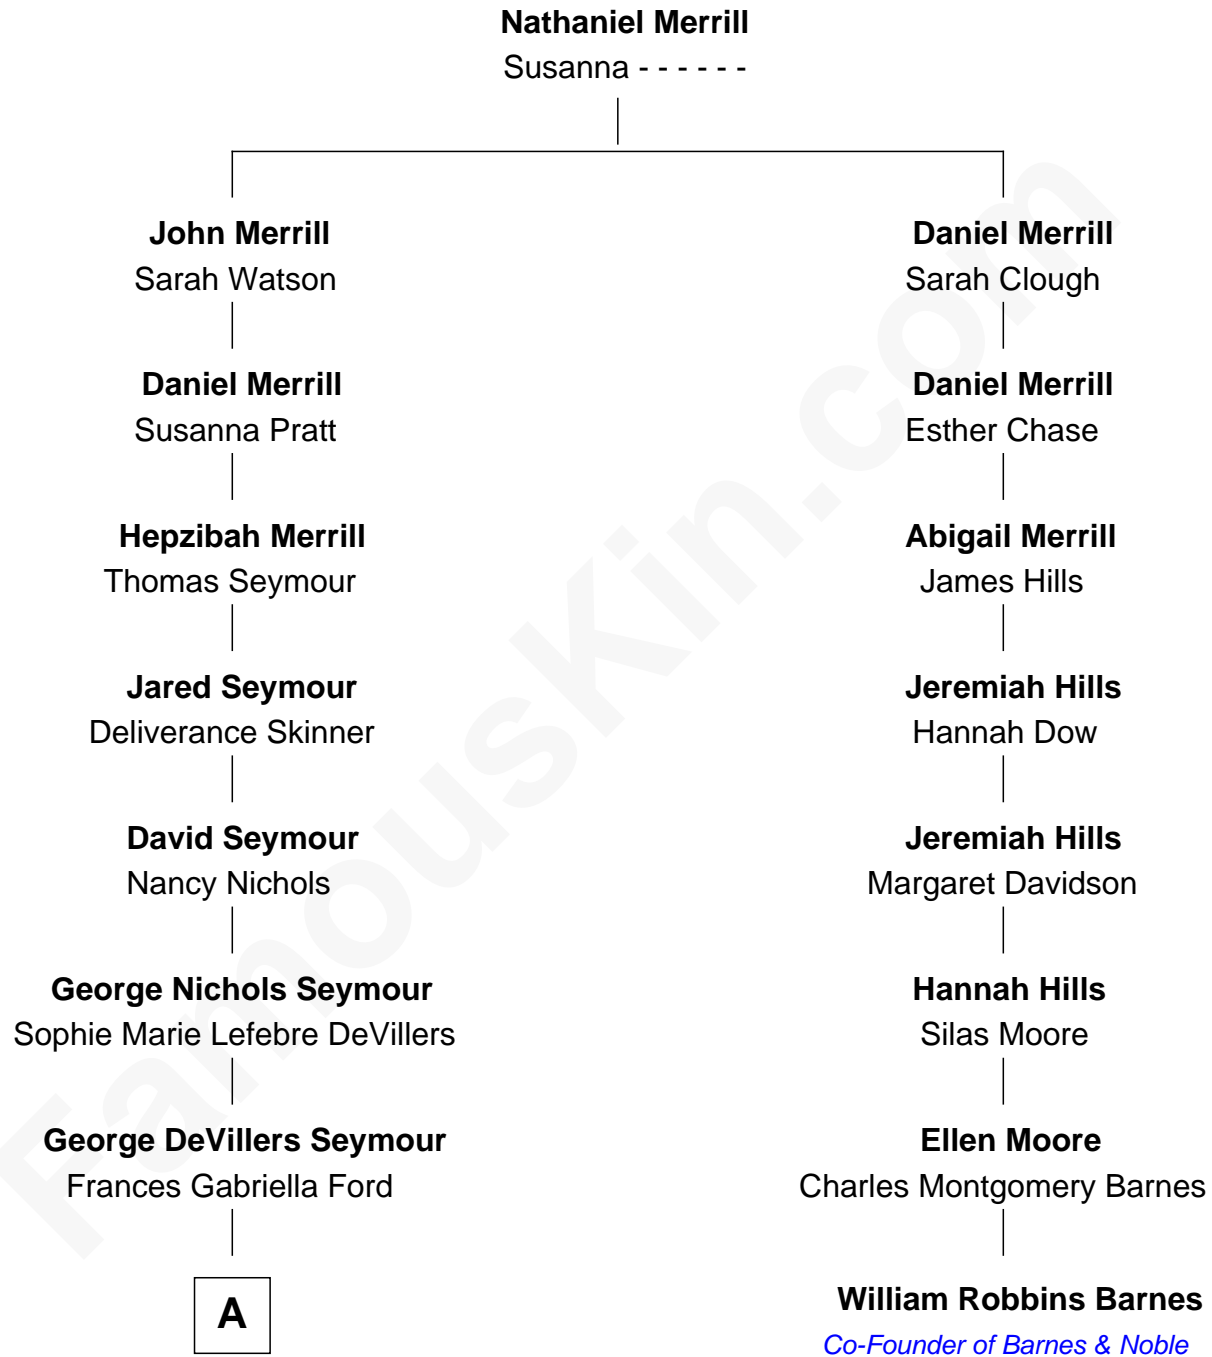 Nathaniel Merrill
Susanna - - - - - -
John Merrill
Sarah Watson
Daniel Merrill
Sarah Clough
Daniel Merrill
Susanna Pratt
Daniel Merrill
Esther Chase
Hepzibah Merrill
Thomas Seymour
Abigail Merrill
James Hills
Jared Seymour
Deliverance Skinner
Jeremiah Hills
Hannah Dow
David Seymour
Nancy Nichols
Jeremiah Hills
Margaret Davidson
George Nichols Seymour
Sophie Marie Lefebre DeVillers
Hannah Hills
Silas Moore
George DeVillers Seymour
Frances Gabriella Ford
Ellen Moore
Charles Montgomery Barnes
A
William Robbins Barnes
Co-Founder of Barnes & Noble
FamousKin.com